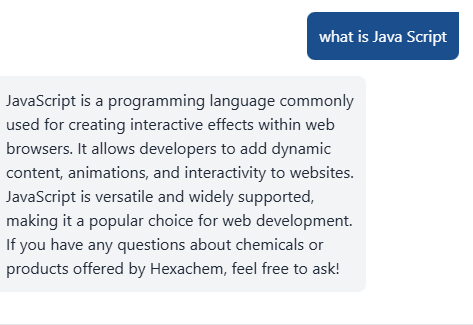 what is Java Script
JavaScript is a programming language commonly
used for creating interactive effects within web
browsers. It allows developers to add dynamic
content, animations, and interactivity to websites.
JavaScript is versatile and widely supported,
making it a popular choice for web development.
If you have any questions about chemicals or
products offered by Hexachem, feel free to ask!